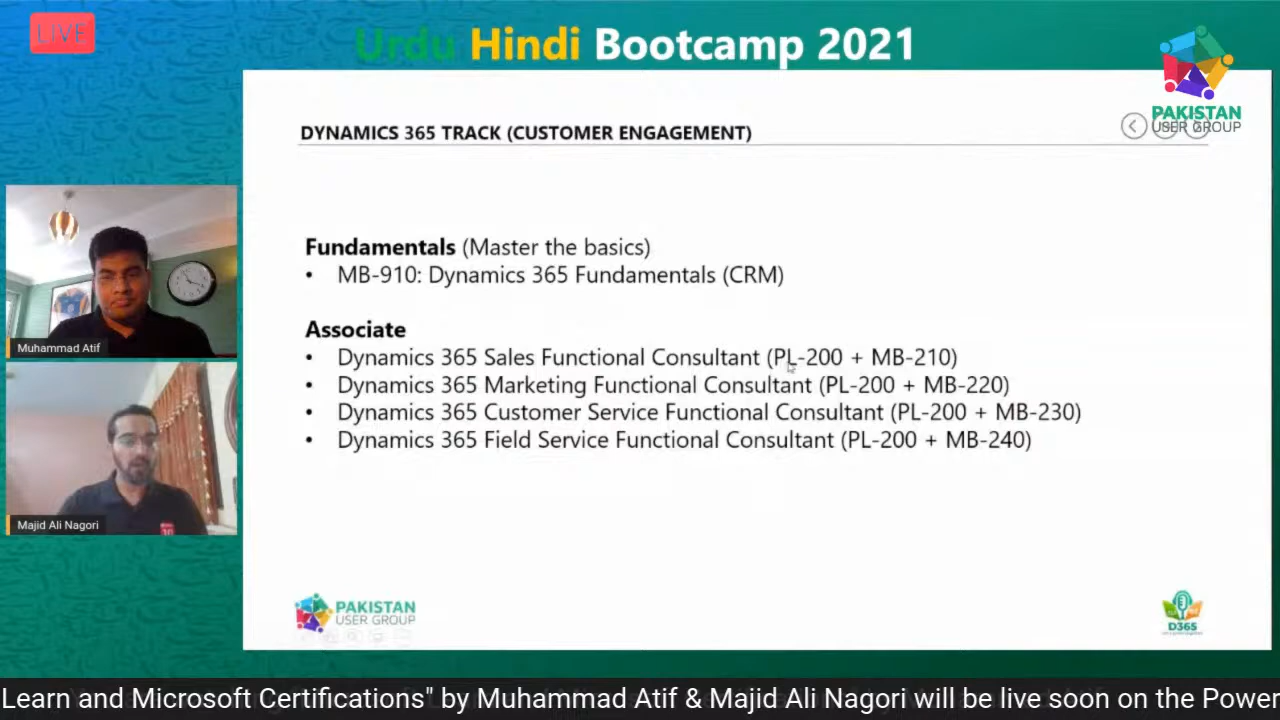 LIVE
Urdu Hindi Bootcamp 2021
PAKISTAN
USER GROUP
DYNAMICS 365 TRACK (CUSTOMER ENGAGEMENT)
Fundamentals (Master the basics)
• MB-910: Dynamics 365 Fundamentals (CRM)
Associate
• Dynamics 365 Sales Functional Consultant (PL-200 + MB-210)
• Dynamics 365 Marketing Functional Consultant (PL-200 + MB-220)
• Dynamics 365 Customer Service Functional Consultant (PL-200 + MB-230)
• Dynamics 365 Field Service Functional Consultant (PL-200 + MB-240)
Muhammad Atif
Majid Ali Nagori
PAKISTAN
USER GROUP
D365
Learn and Microsoft Certifications" by Muhammad Atif & Majid Ali Nagori will be live soon on the Power